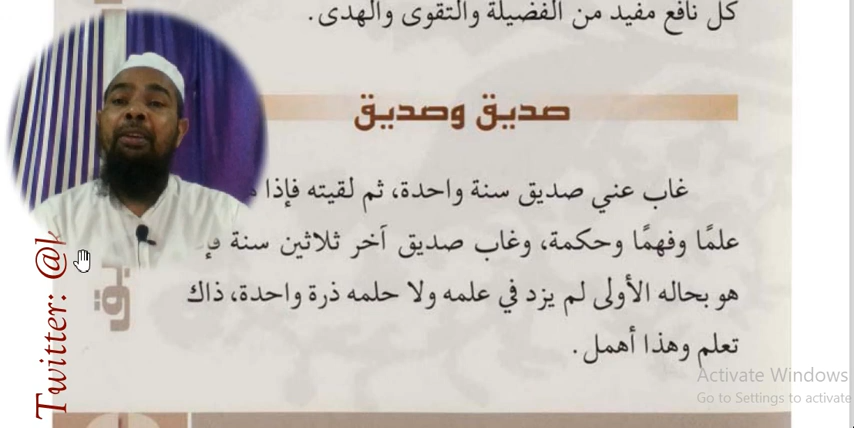 كل نافع مفيد من الفضيلة والتقوى والهدى.
صديق وصديق
غاب عني صديق سنة واحدة، ثم لقيته فإذا
علمًا وفهمًا وحكمة، وغاب صديق آخر ثلاثين سنة
هو بحاله الأولى لم يزد في علمه ولا حلمه ذرة واحدة، ذاك
تعلم وهذا أهمل.
Twitter: @k
Activate Windows
Go to Settings to activate